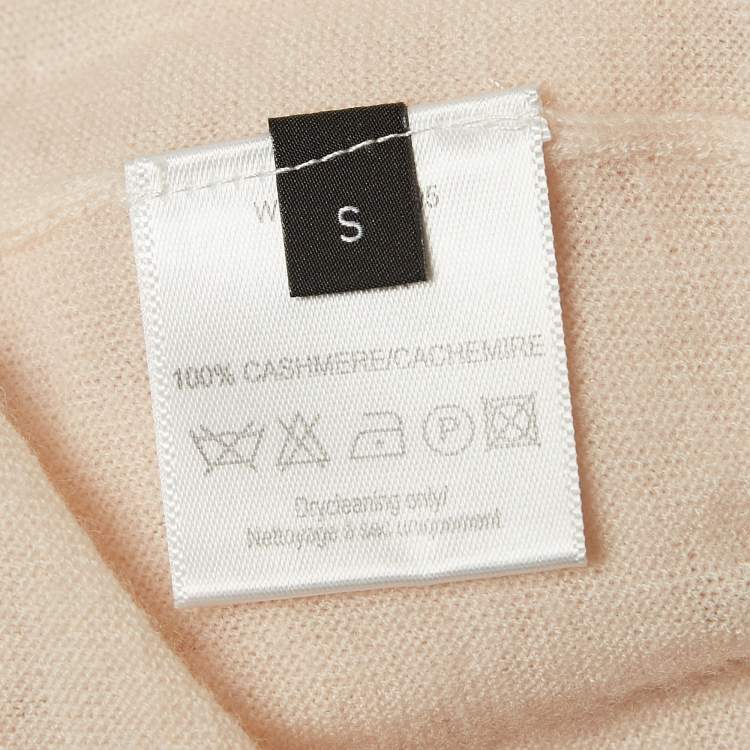 S
100% CASHMERE/CACHEMIRE
P
Drycleaning only/
Nettoyage à sec uniquement